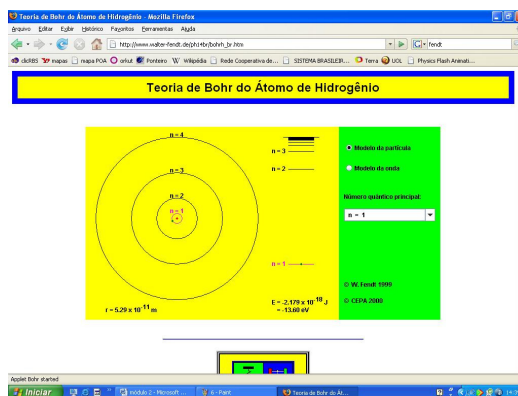 Teoria de Bohr do Átomo de Hidrogênio - Mozilla Firefox
Arquivo Editar Exibir Histórico Favoritos Ferramentas Ajuda
http://www.walter-fendt.de/ph14br/bohrh_br.htm
fendt
clicRBS mapas mapa POA orkut Ponteiro Wikipédia Rede Cooperativa de... SISTEMA BRASILEIR... Terra UOL Physics Flash Animati...
Teoria de Bohr do Átomo de Hidrogênio
n = 4
n = 3
n = 2
n = 1
r = 5.29 x 10⁻¹¹ m
n = 3
n = 2
n = 1
E = -2.179 x 10⁻¹⁸ J
= -13.60 eV
Modelo da partícula
Modelo da onda
Número quântico principal:
n = 1
© W. Fendt 1999
© CEPA 2000
Applet Bohr started
Iniciar
módulo 2 - Microsoft ...
6 - Paint
Teoria de Bohr do Át...